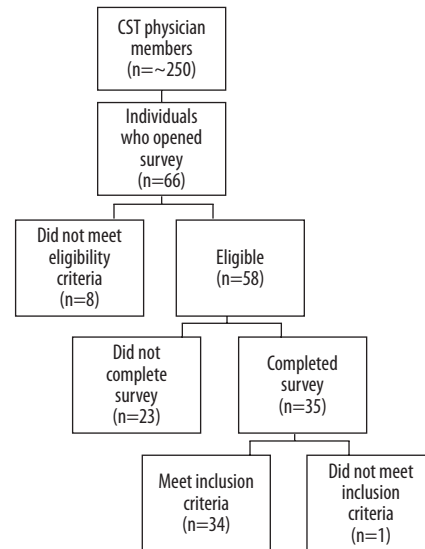 CST physician
members
(n=~250)
Individuals
who opened
survey
(n=66)
Did not meet
eligibility
criteria
(n=8)
Eligible
(n=58)
Did not
complete
survey
(n=23)
Completed
survey
(n=35)
Meet inclusion
criteria
(n=34)
Did not meet
inclusion
criteria
(n=1)